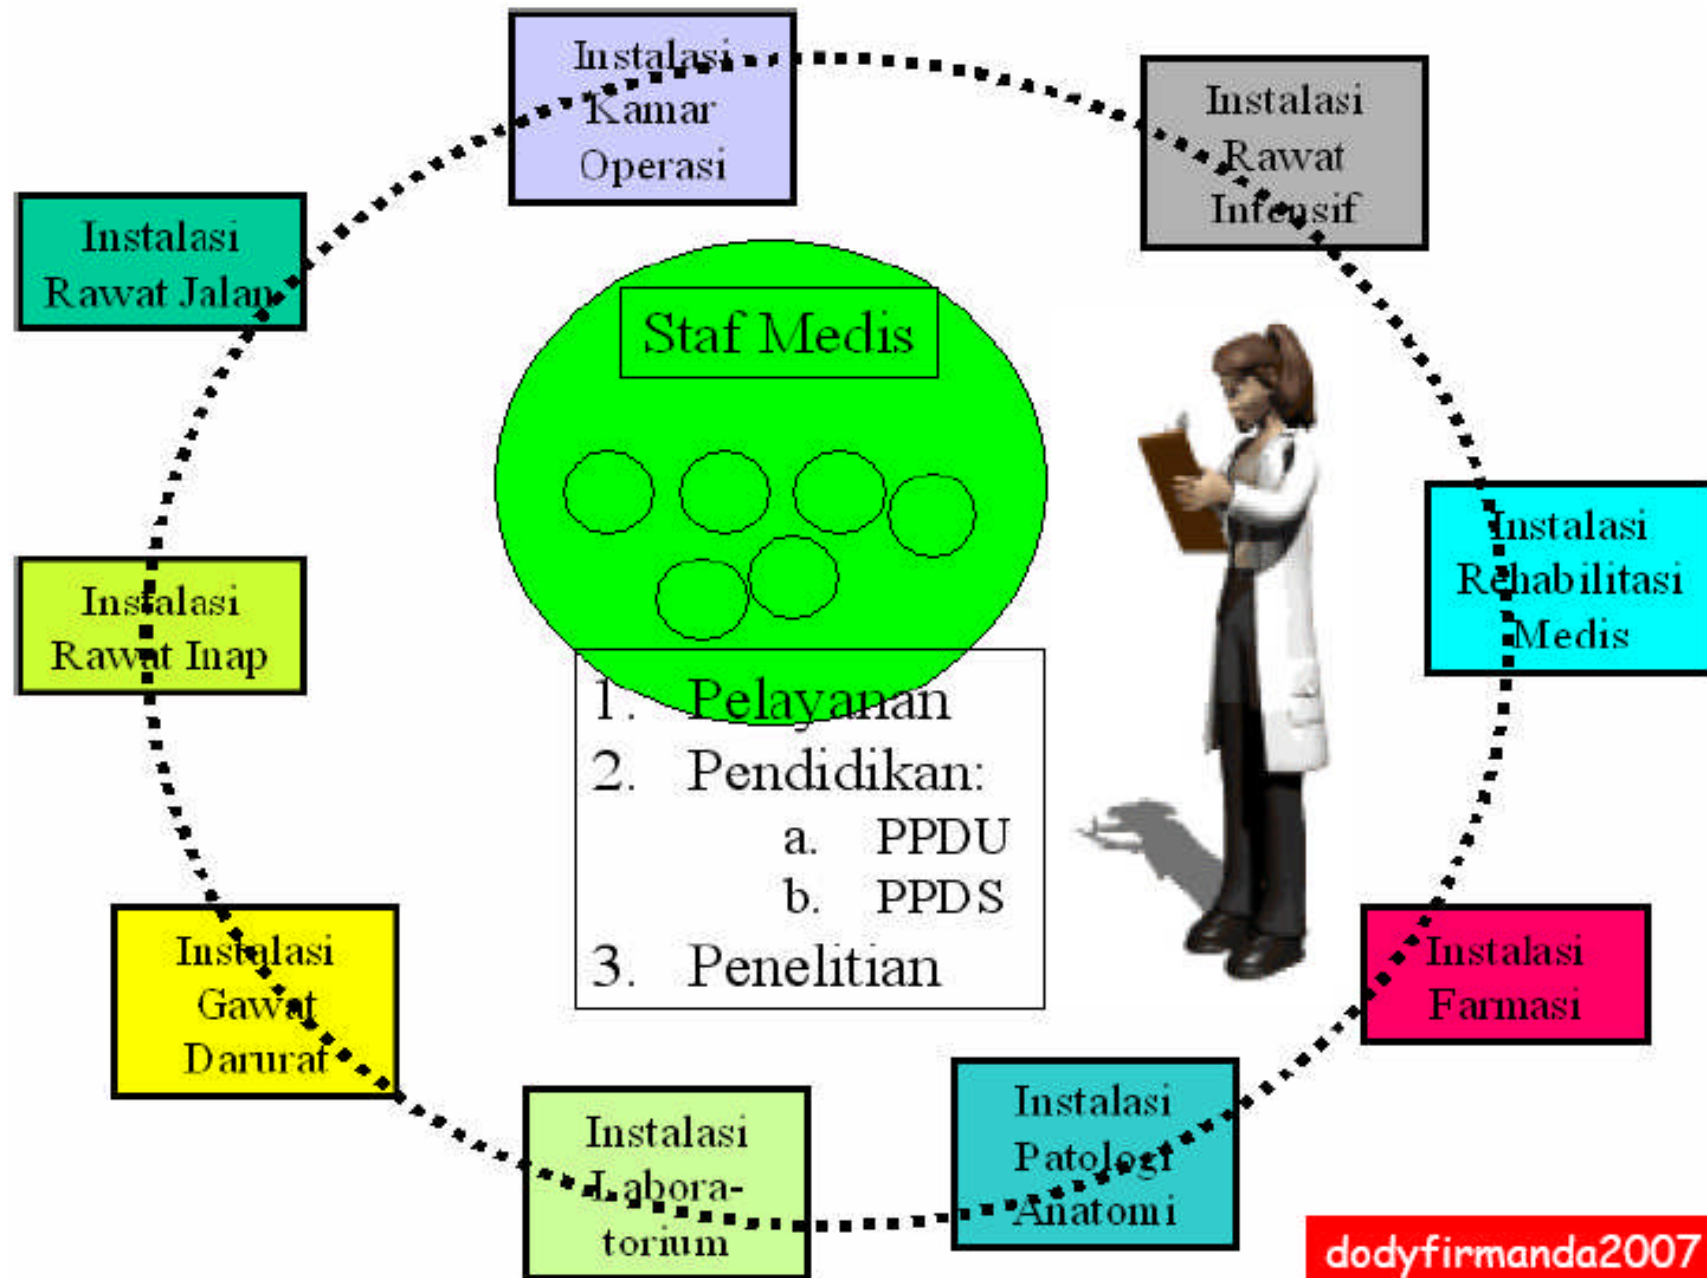 Instalasi
Kamar
Operasi
Instalasi
Rawat
Intensif
Instalasi
Rawat Jalan
Staf Medis
Instalasi
Rehabilitasi
Medis
Instalasi
Rawat Inap
1. Pelayanan
2. Pendidikan:
a. PPDU
b. PPDS
3. Penelitian
Instalasi
Gawat
Darurat
Instalasi
Farmasi
Instalasi
Labora-
torium
Instalasi
Patologi
Anatomi
dodyfirmanda2007